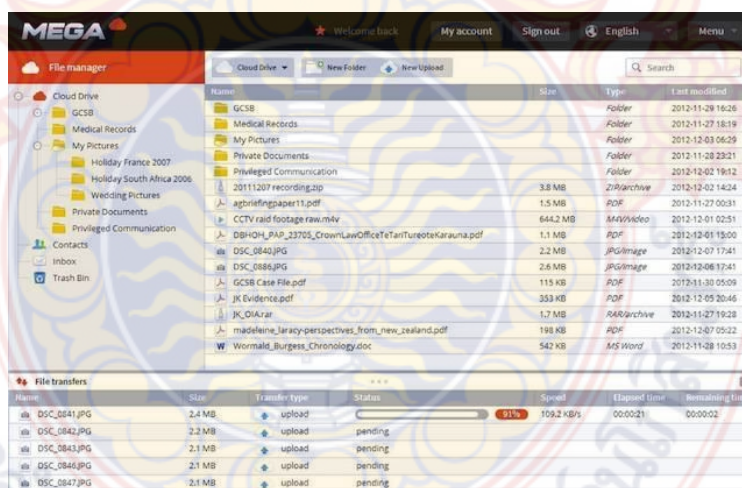 MEGA
Welcome back My account Sign out English Menu
File manager Cloud Drive New Folder New Upload Search
Name Size Type Last modified
Cloud Drive
GCSB
Medical Records
My Pictures
Holiday France 2007
Holiday South Africa 2006
Wedding Pictures
Private Documents
Privileged Communication
Contacts
Inbox
Trash Bin
GCSB Folder 2012-11-29 16:26
Medical Records Folder 2012-11-27 18:19
My Pictures Folder 2012-12-03 06:29
Private Documents Folder 2012-11-28 23:21
Privileged Communication Folder 2012-12-02 19:12
20111207 recording.zip 3.8 MB ZIP/archive 2012-12-02 14:24
agbriefingpaper11.pdf 1.5 MB PDF 2012-11-27 00:31
CCTV raid footage raw.m4v 644.2 MB M4V/video 2012-12-01 02:51
DBHOH_PAP_23705_CrownLawOfficeTeTariTureoteKarauna.pdf 1.1 MB PDF 2012-12-01 15:00
DSC_0840.JPG 2.2 MB JPG/image 2012-12-07 17:41
DSC_0886.JPG 2.6 MB JPG/image 2012-12-06 17:41
GCSB Case File.pdf 115 KB PDF 2012-11-30 05:09
JK Evidence.pdf 353 KB PDF 2012-12-05 20:46
JK_OIA.rar 1.7 MB RAR/archive 2012-11-27 19:28
madeleine_laracy-perspectives_from_new_zealand.pdf 198 KB PDF 2012-12-07 05:22
Wormald_Burgess_Chronology.doc 542 KB MS Word 2012-11-28 10:53
File transfers
Name Size Transfer type Status Speed Elapsed time Remaining tim
DSC_0841.JPG 2.4 MB upload 91% 109.2 KB/s 00:00:21 00:00:02
DSC_0842.JPG 2.2 MB upload pending
DSC_0843.JPG 2.1 MB upload pending
DSC_0846.JPG 2.1 MB upload pending
DSC_0847.JPG 2.1 MB upload pending